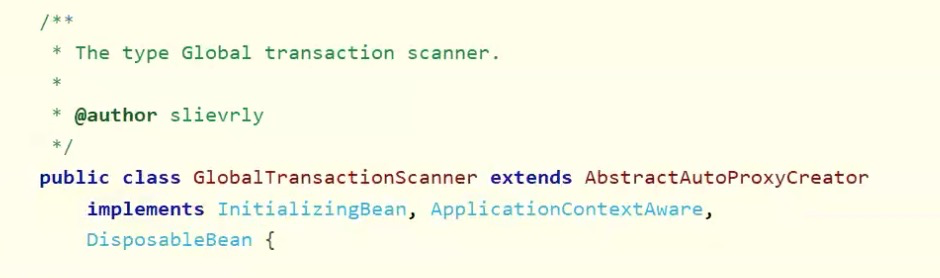 /**
 * The type Global transaction scanner.
 *
 * @author slievrly
 */
public class GlobalTransactionScanner extends AbstractAutoProxyCreator
    implements InitializingBean, ApplicationContextAware,
    DisposableBean {